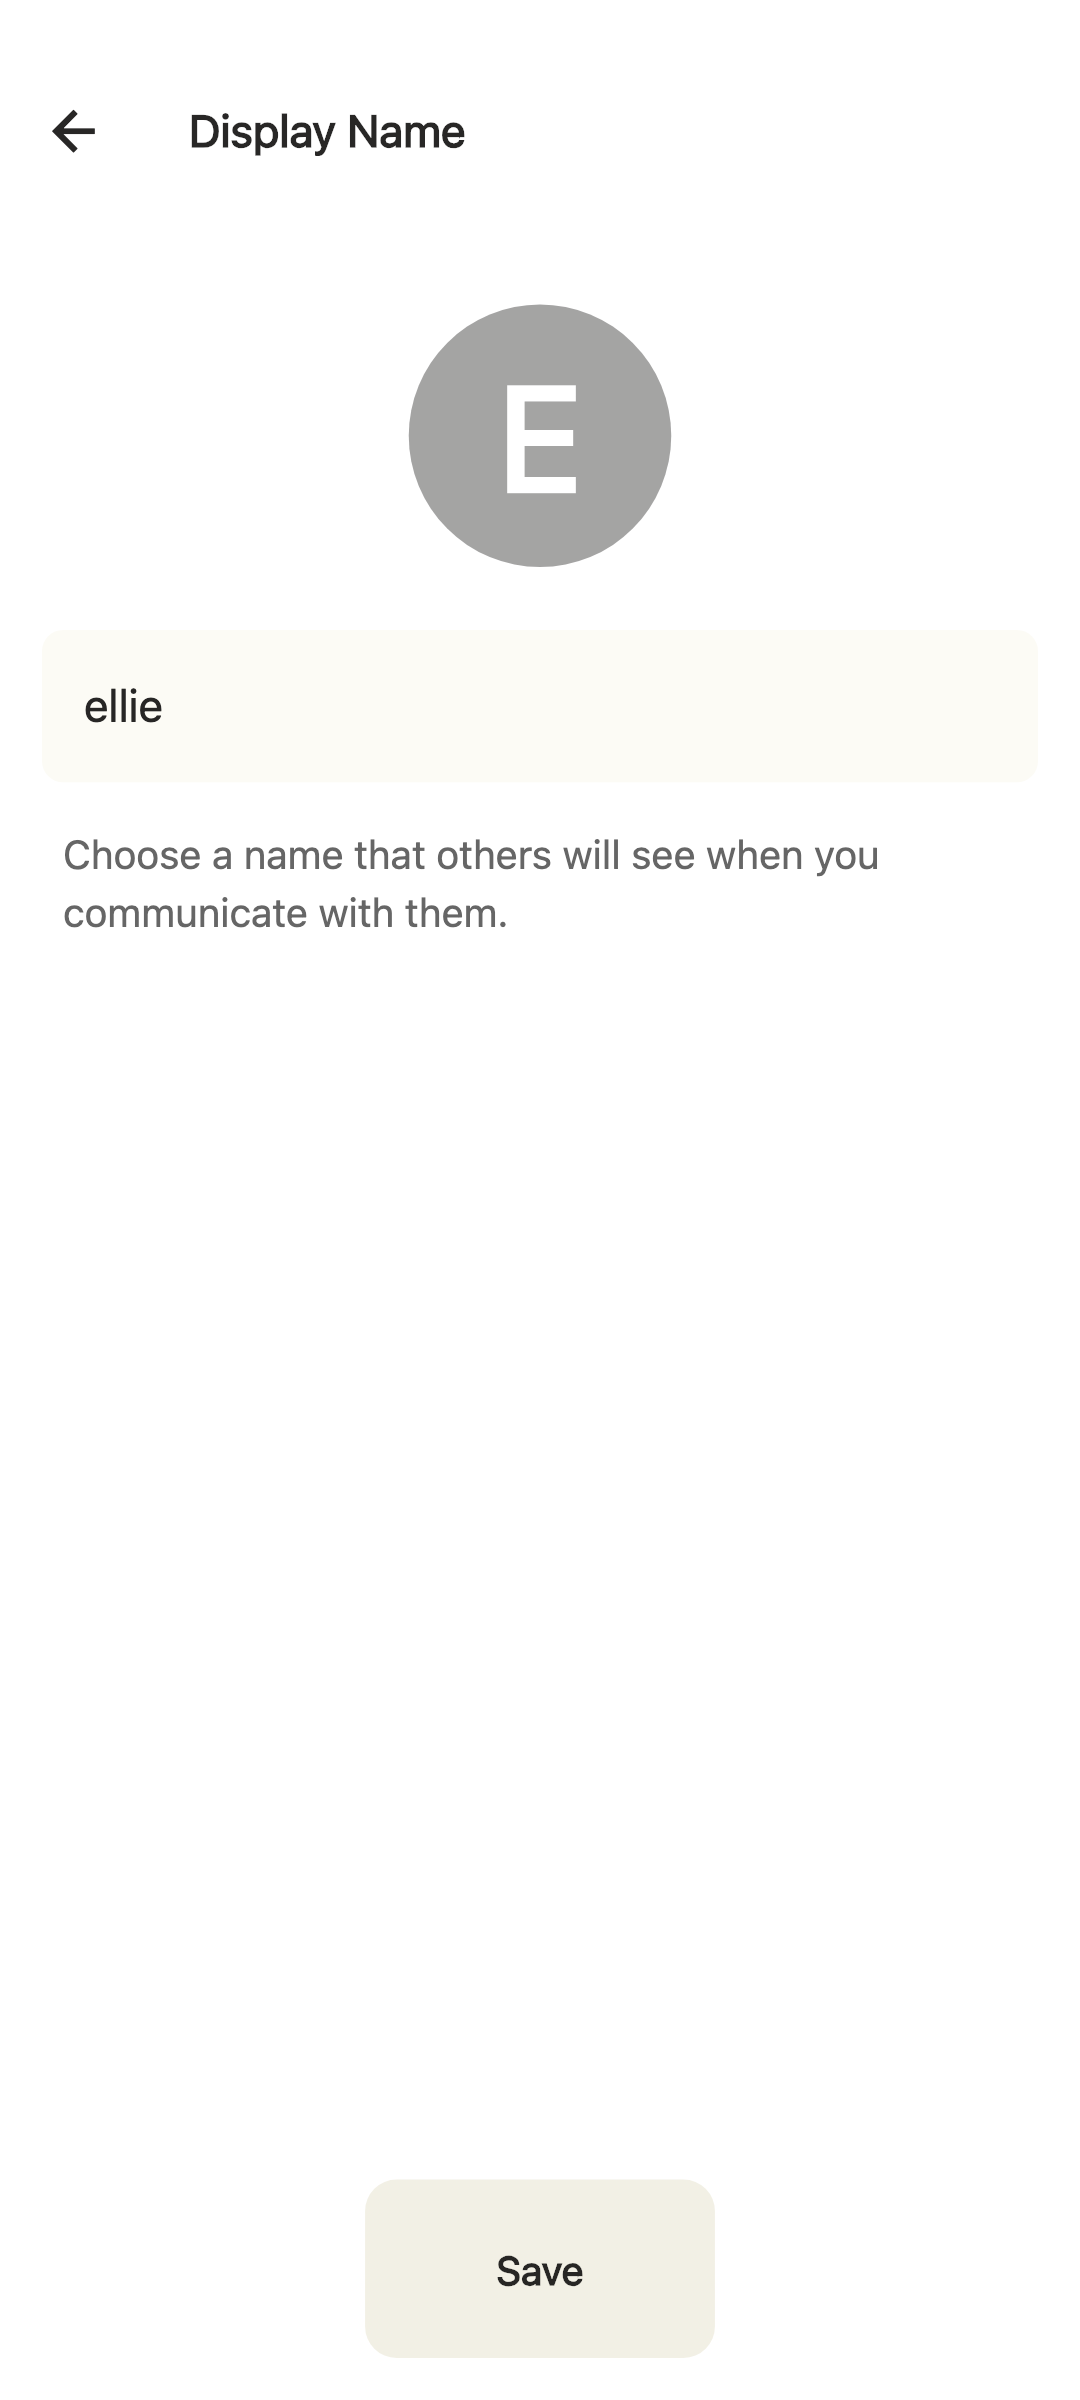 Display Name
E
ellie
Choose a name that others will see when you
communicate with them.
Save